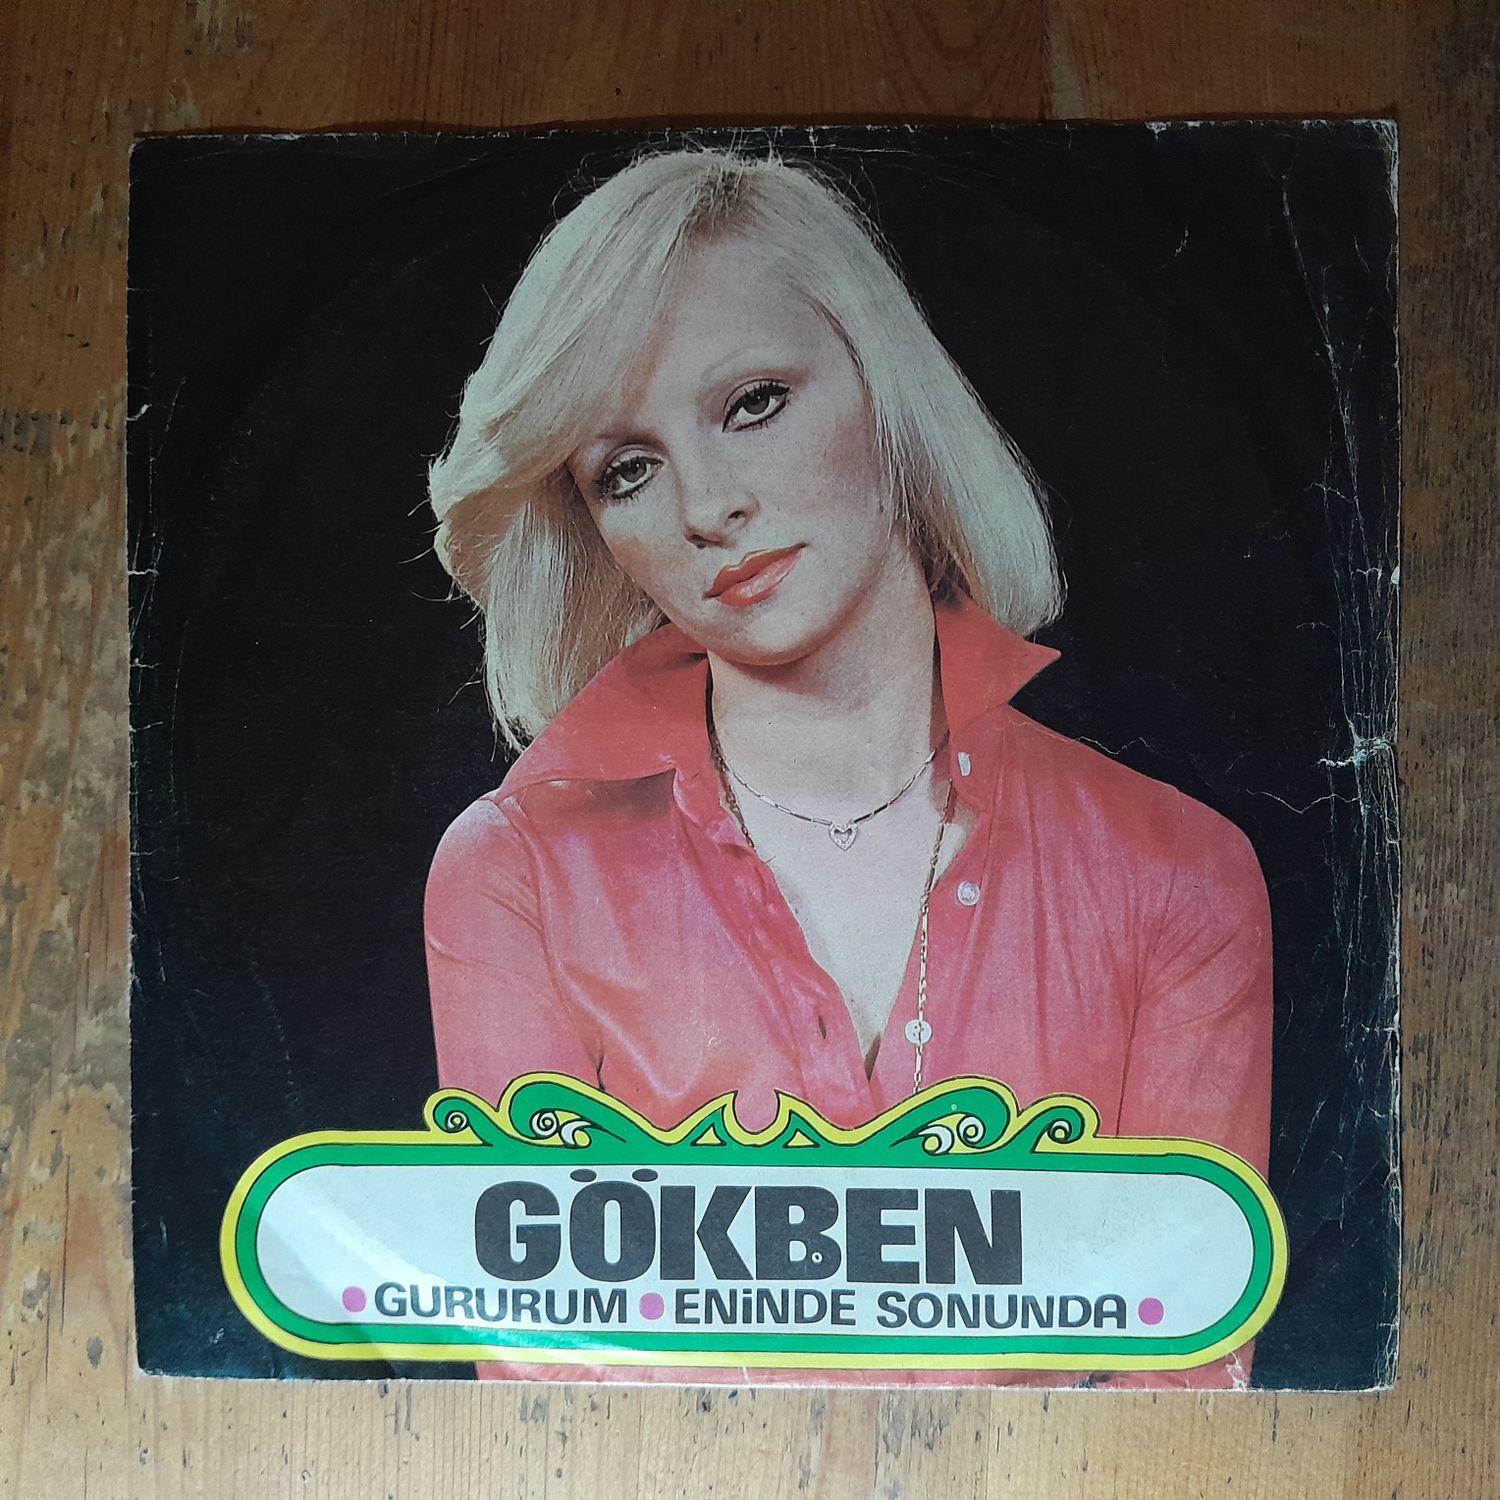 GÖKBEN
• GURURUM • ENİNDE SONUNDA •